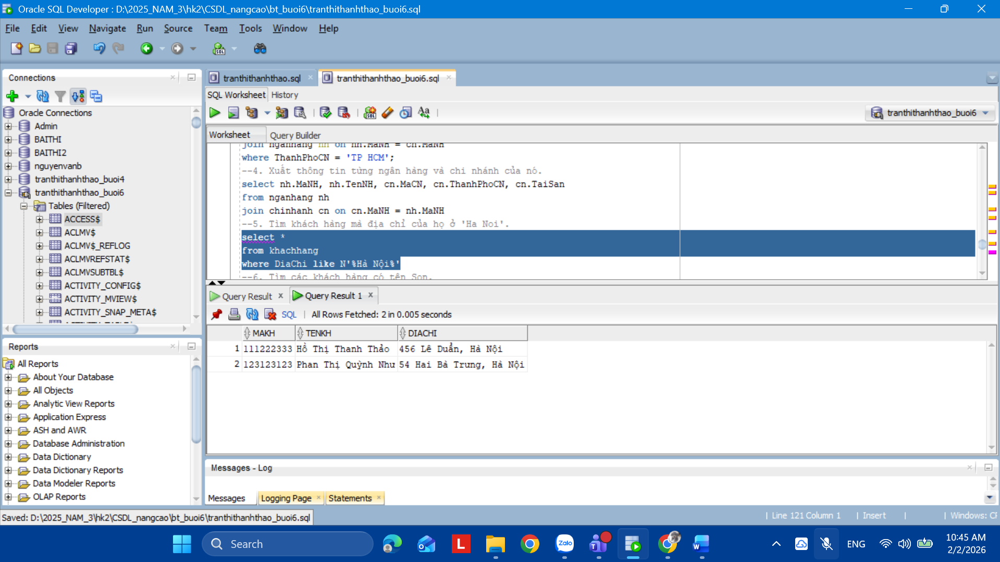 Oracle SQL Developer : D:\2025_NAM_3\hk2\CSDL_nangcao\bt_buoi6\tranthithanhthao_buoi6.sql
File Edit View Navigate Run Source Team Tools Window Help
Connections
Oracle Connections
Admin
BAITHI
BAITHI2
nguyenvanb
tranthithanhthao_buoi4
tranthithanhthao_buoi6
Tables (Filtered)
ACCESS$
ACLMV$
ACLMV$_REFLOG
ACLMVREFSTAT$
ACLMVSUBTBL$
ACTIVITY_CONFIG$
ACTIVITY_MVIEW$
ACTIVITY_SNAP_META$
Reports
All Reports
About Your Database
All Objects
Analytic View Reports
Application Express
ASH and AWR
Database Administration
Data Dictionary
Data Dictionary Reports
Data Modeler Reports
OLAP Reports
tranthithanhthao.sql tranthithanhthao_buoi6.sql
SQL Worksheet History
tranthithanhthao_buoi6
Worksheet Query Builder
join nganhang nh on nh.MaNH = cn.MaNH
where ThanhPhoCN = 'TP HCM';
--4. Xuất thông tin từng ngân hàng và chi nhánh của nó.
select nh.MaNH, nh.TenNH, cn.MaCN, cn.ThanhPhoCN, cn.TaiSan
from nganhang nh
join chinhanh cn on cn.MaNH = nh.MaNH
--5. Tìm khách hàng mà địa chỉ của họ ở 'Ha Noi'.
select *
from khachhang
where DiaChi like N'%Hà Nội%'
--6. Tìm các khách hàng có tên Son.
Query Result Query Result 1
SQL All Rows Fetched: 2 in 0.005 seconds
MAKH TENKH DIACHI
1 111222333 Hồ Thị Thanh Thảo 456 Lê Duẩn, Hà Nội
2 123123123 Phan Thị Quỳnh Như 54 Hai Bà Trưng, Hà Nội
Messages - Log
Messages Logging Page Statements
Saved: D:\2025_NAM_3\hk2\CSDL_nangcao\bt_buoi6\tranthithanhthao_buoi6.sql
Line 121 Column 1 Insert Windows: CF
Search
L
Zalo
ENG
10:45 AM
2/2/2026